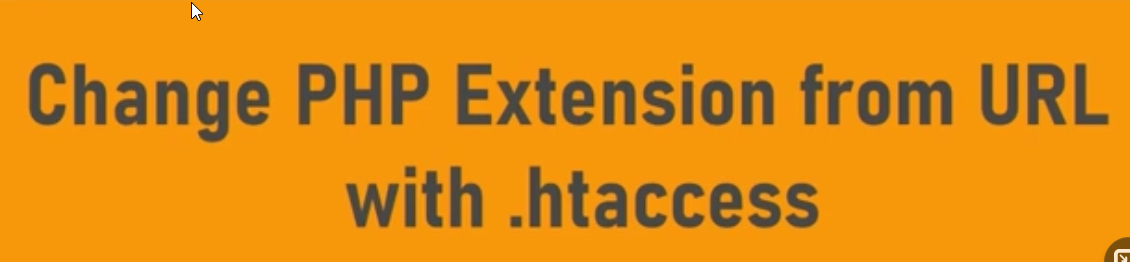 Change PHP Extension from URL
with .htaccess